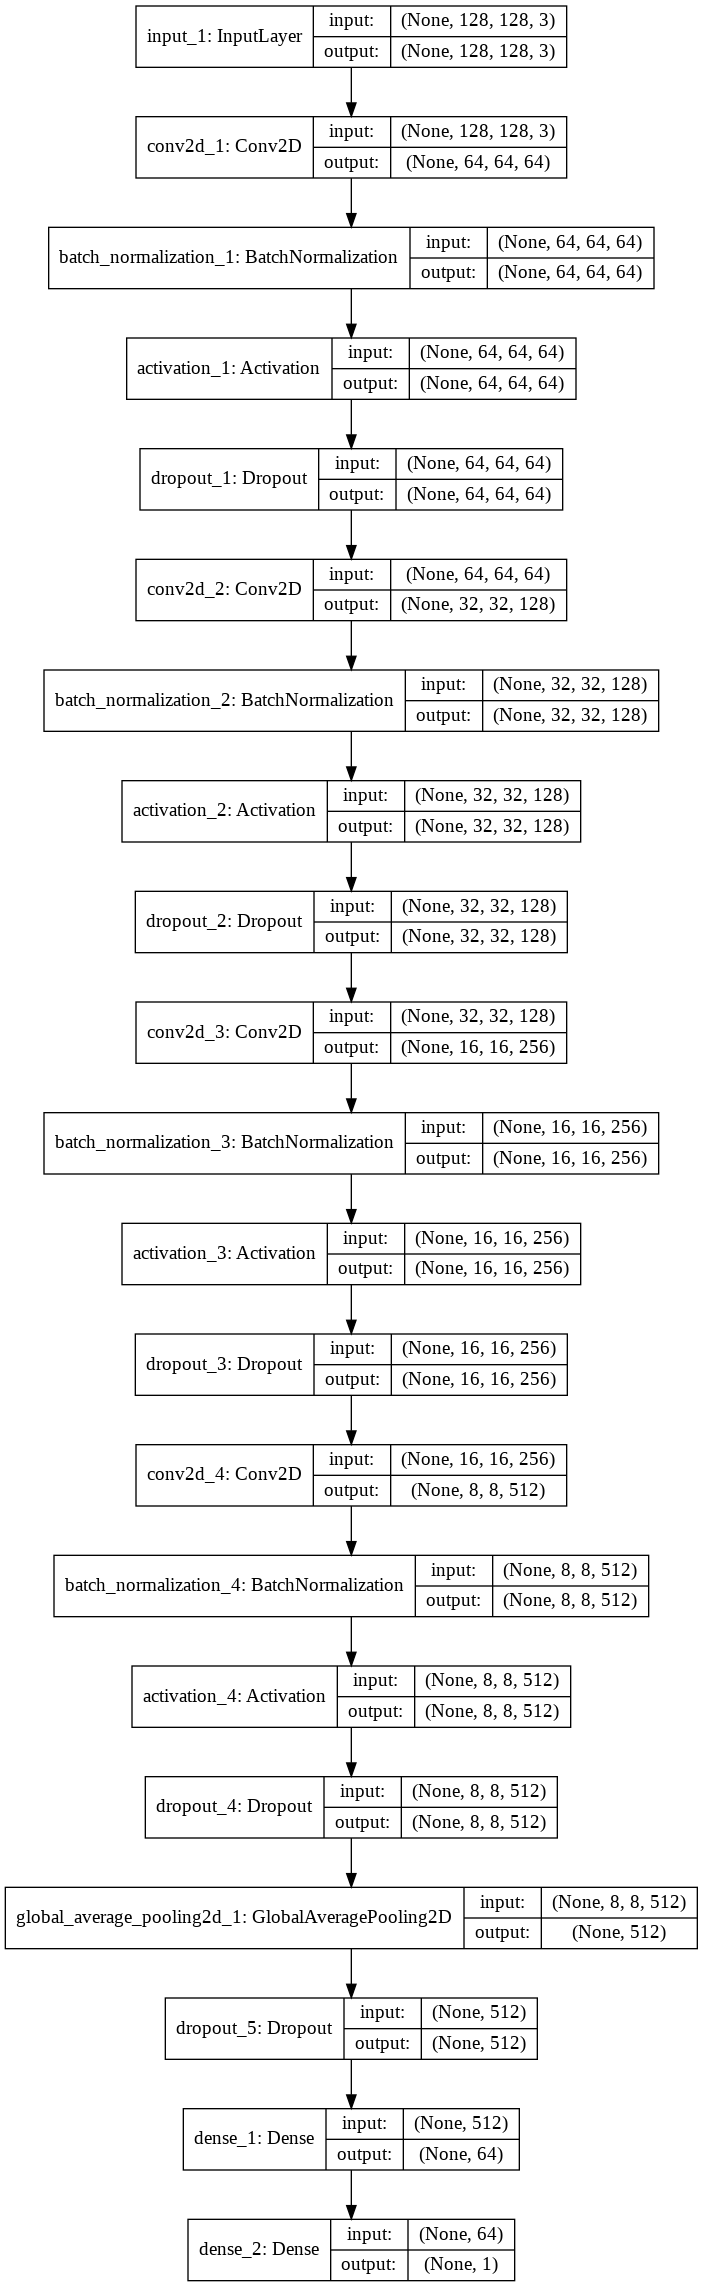 input_1: InputLayer
input: (None, 128, 128, 3)
output: (None, 128, 128, 3)
conv2d_1: Conv2D
input: (None, 128, 128, 3)
output: (None, 64, 64, 64)
batch_normalization_1: BatchNormalization
input: (None, 64, 64, 64)
output: (None, 64, 64, 64)
activation_1: Activation
input: (None, 64, 64, 64)
output: (None, 64, 64, 64)
dropout_1: Dropout
input: (None, 64, 64, 64)
output: (None, 64, 64, 64)
conv2d_2: Conv2D
input: (None, 64, 64, 64)
output: (None, 32, 32, 128)
batch_normalization_2: BatchNormalization
input: (None, 32, 32, 128)
output: (None, 32, 32, 128)
activation_2: Activation
input: (None, 32, 32, 128)
output: (None, 32, 32, 128)
dropout_2: Dropout
input: (None, 32, 32, 128)
output: (None, 32, 32, 128)
conv2d_3: Conv2D
input: (None, 32, 32, 128)
output: (None, 16, 16, 256)
batch_normalization_3: BatchNormalization
input: (None, 16, 16, 256)
output: (None, 16, 16, 256)
activation_3: Activation
input: (None, 16, 16, 256)
output: (None, 16, 16, 256)
dropout_3: Dropout
input: (None, 16, 16, 256)
output: (None, 16, 16, 256)
conv2d_4: Conv2D
input: (None, 16, 16, 256)
output: (None, 8, 8, 512)
batch_normalization_4: BatchNormalization
input: (None, 8, 8, 512)
output: (None, 8, 8, 512)
activation_4: Activation
input: (None, 8, 8, 512)
output: (None, 8, 8, 512)
dropout_4: Dropout
input: (None, 8, 8, 512)
output: (None, 8, 8, 512)
global_average_pooling2d_1: GlobalAveragePooling2D
input: (None, 8, 8, 512)
output: (None, 512)
dropout_5: Dropout
input: (None, 512)
output: (None, 512)
dense_1: Dense
input: (None, 512)
output: (None, 64)
dense_2: Dense
input: (None, 64)
output: (None, 1)